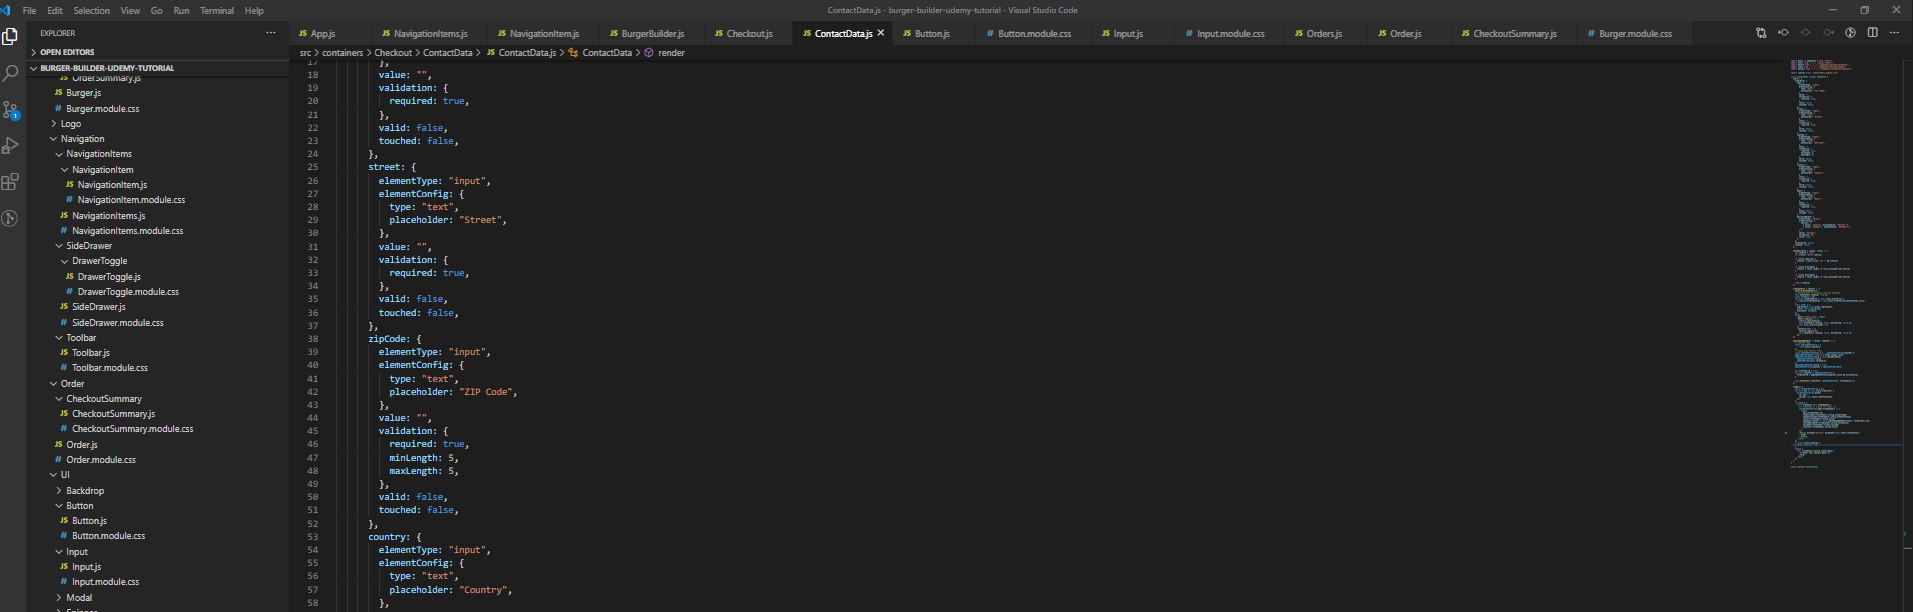 File Edit Selection View Go Run Terminal Help
ContactData.js - burger-builder-udemy-tutorial - Visual Studio Code
EXPLORER
OPEN EDITORS
BURGER-BUILDER-UDEMY-TUTORIAL
OrderSummary.js
JS Burger.js
# Burger.module.css
Logo
Navigation
NavigationItems
NavigationItem
JS NavigationItem.js
# NavigationItem.module.css
JS NavigationItems.js
# NavigationItems.module.css
SideDrawer
DrawerToggle
JS DrawerToggle.js
# DrawerToggle.module.css
JS SideDrawer.js
# SideDrawer.module.css
Toolbar
JS Toolbar.js
# Toolbar.module.css
Order
CheckoutSummary
JS CheckoutSummary.js
# CheckoutSummary.module.css
JS Order.js
# Order.module.css
UI
Backdrop
Button
JS Button.js
# Button.module.css
Input
JS Input.js
# Input.module.css
Modal
JS App.js
JS NavigationItems.js
JS NavigationItem.js
JS BurgerBuilder.js
JS Checkout.js
JS ContactData.js
JS Button.js
# Button.module.css
JS Input.js
# Input.module.css
JS Orders.js
JS Order.js
JS CheckoutSummary.js
# Burger.module.css
src > containers > Checkout > ContactData > JS ContactData.js > ContactData > render
17 },
18 value: "",
19 validation: {
20 required: true,
21 },
22 valid: false,
23 touched: false,
24 },
25 street: {
26 elementType: "input",
27 elementConfig: {
28 type: "text",
29 placeholder: "Street",
30 },
31 value: "",
32 validation: {
33 required: true,
34 },
35 valid: false,
36 touched: false,
37 },
38 zipCode: {
39 elementType: "input",
40 elementConfig: {
41 type: "text",
42 placeholder: "ZIP Code",
43 },
44 value: "",
45 validation: {
46 required: true,
47 minLength: 5,
48 maxLength: 5,
49 },
50 valid: false,
51 touched: false,
52 },
53 country: {
54 elementType: "input",
55 elementConfig: {
56 type: "text",
57 placeholder: "Country",
58 },